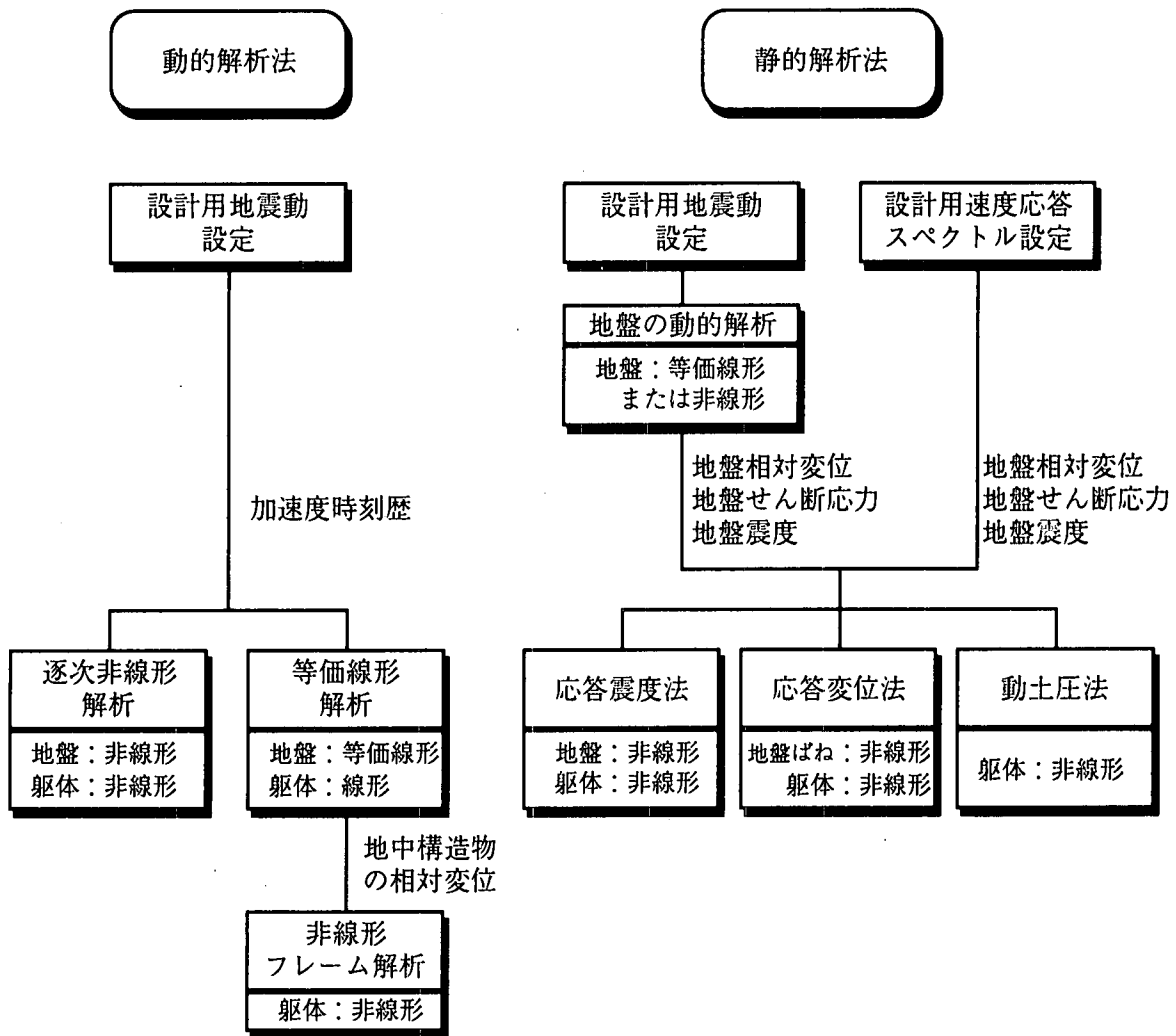 動的解析法
設計用地震動
設定
加速度時刻歴
逐次非線形
解析
地盤：非線形
躯体：非線形
等価線形
解析
地盤：等価線形
躯体：線形
地中構造物
の相対変位
非線形
フレーム解析
躯体：非線形
静的解析法
設計用地震動
設定
地盤の動的解析
地盤：等価線形
または非線形
地盤相対変位
地盤せん断応力
地盤震度
設計用速度応答
スペクトル設定
地盤相対変位
地盤せん断応力
地盤震度
応答震度法
地盤：非線形
躯体：非線形
応答変位法
地盤ばね：非線形
躯体：非線形
動土圧法
躯体：非線形